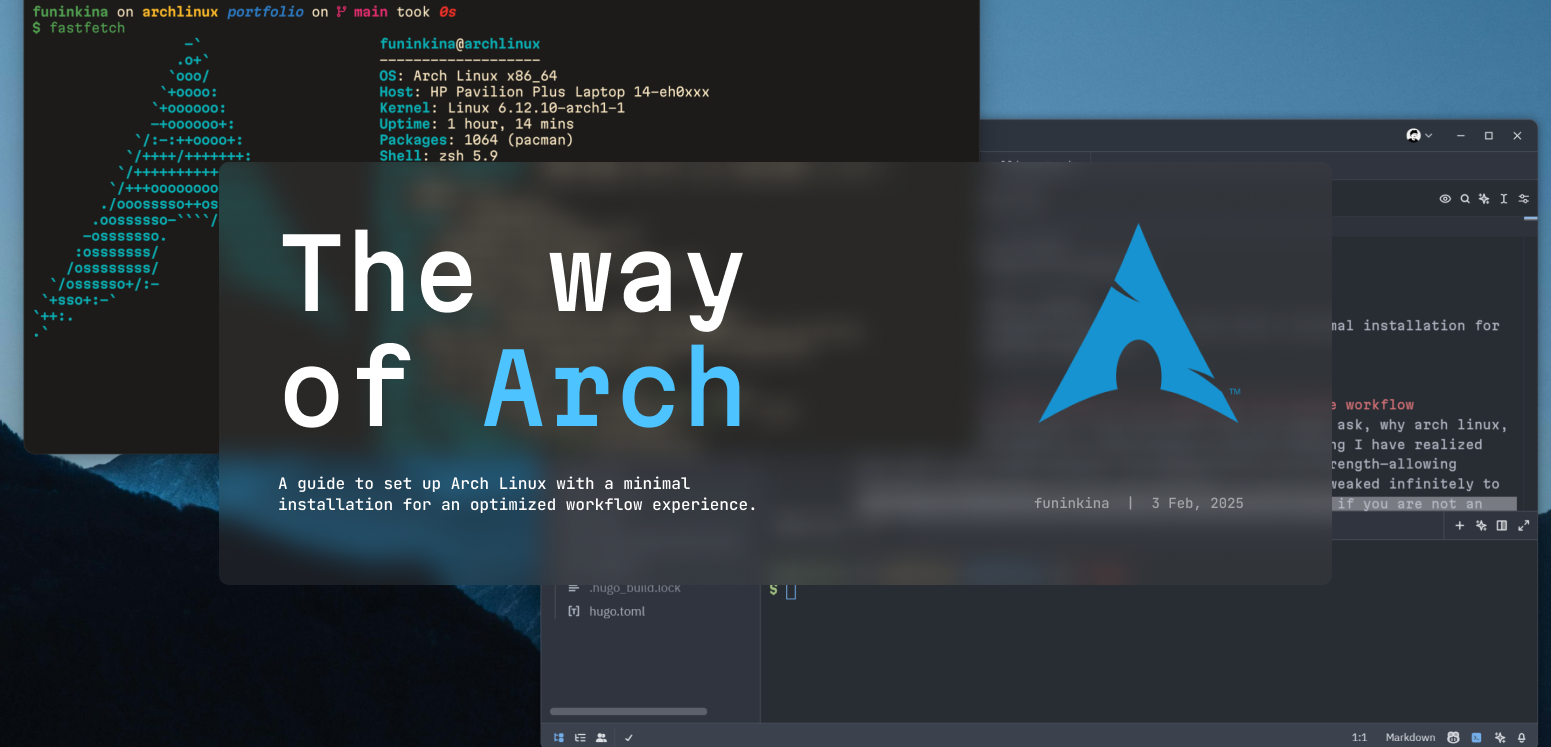 funinkina on archlinux portfolio on main took 0s
$ fastfetch
funinkina@archlinux
-------------------
OS: Arch Linux x86_64
Host: HP Pavilion Plus Laptop 14-eh0xxx
Kernel: Linux 6.12.10-arch1-1
Uptime: 1 hour, 14 mins
Packages: 1064 (pacman)
Shell: zsh 5.9
The way
of Arch
A guide to set up Arch Linux with a minimal
installation for an optimized workflow experience.
TM
funinkina | 3 Feb, 2025
installation for
workflow
ask, why arch linux,
I have realized
infinitely to
if you are not an
.hugo_build.lock
hugo.toml
$
1:1 Markdown